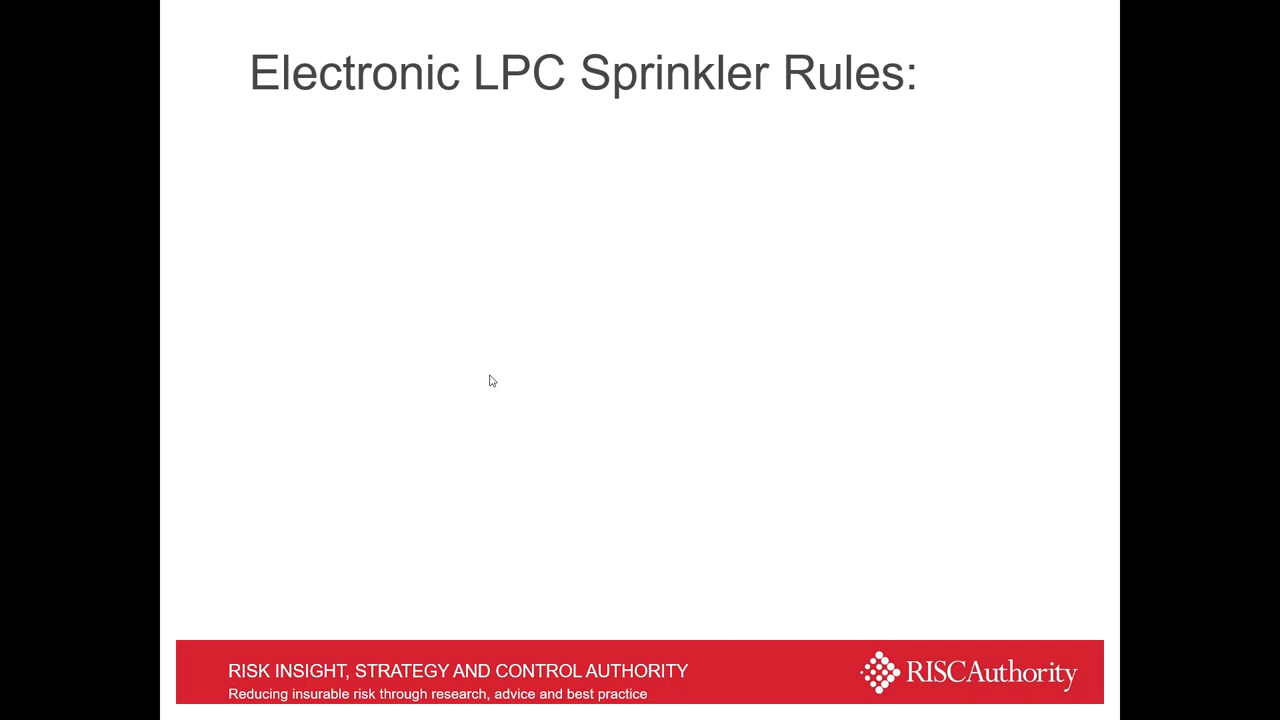 Electronic LPC Sprinkler Rules:
RISK INSIGHT, STRATEGY AND CONTROL AUTHORITY
Reducing insurable risk through research, advice and best practice
RISCAuthority